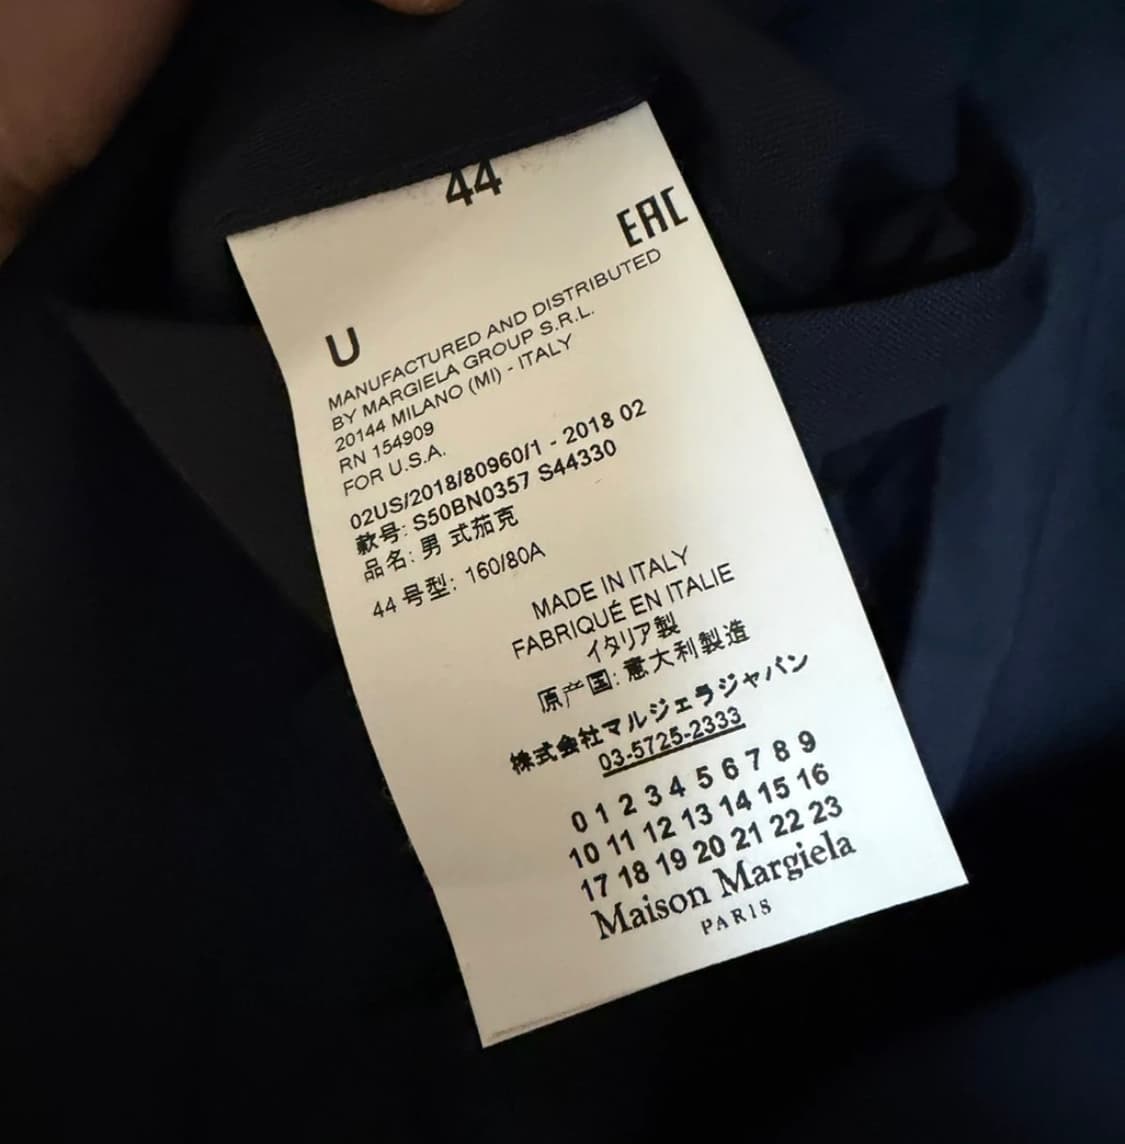 44
EAC
U
MANUFACTURED AND DISTRIBUTED
BY MARGIELA GROUP S.R.L.
20144 MILANO (MI) - ITALY
RN 154909
FOR U.S.A.
02US/2018/80960/1 - 2018 02
款号: S50BN0357 S44330
品名: 男 式茄克
44 号型: 160/80A
MADE IN ITALY
FABRIQUÉ EN ITALIE
イタリア製
原产国: 意大利製造
株式会社マルジェラジャパン
03-5725-2333
0 1 2 3 4 5 6 7 8 9
10 11 12 13 14 15 16
17 18 19 20 21 22 23
Maison Margiela
PARIS